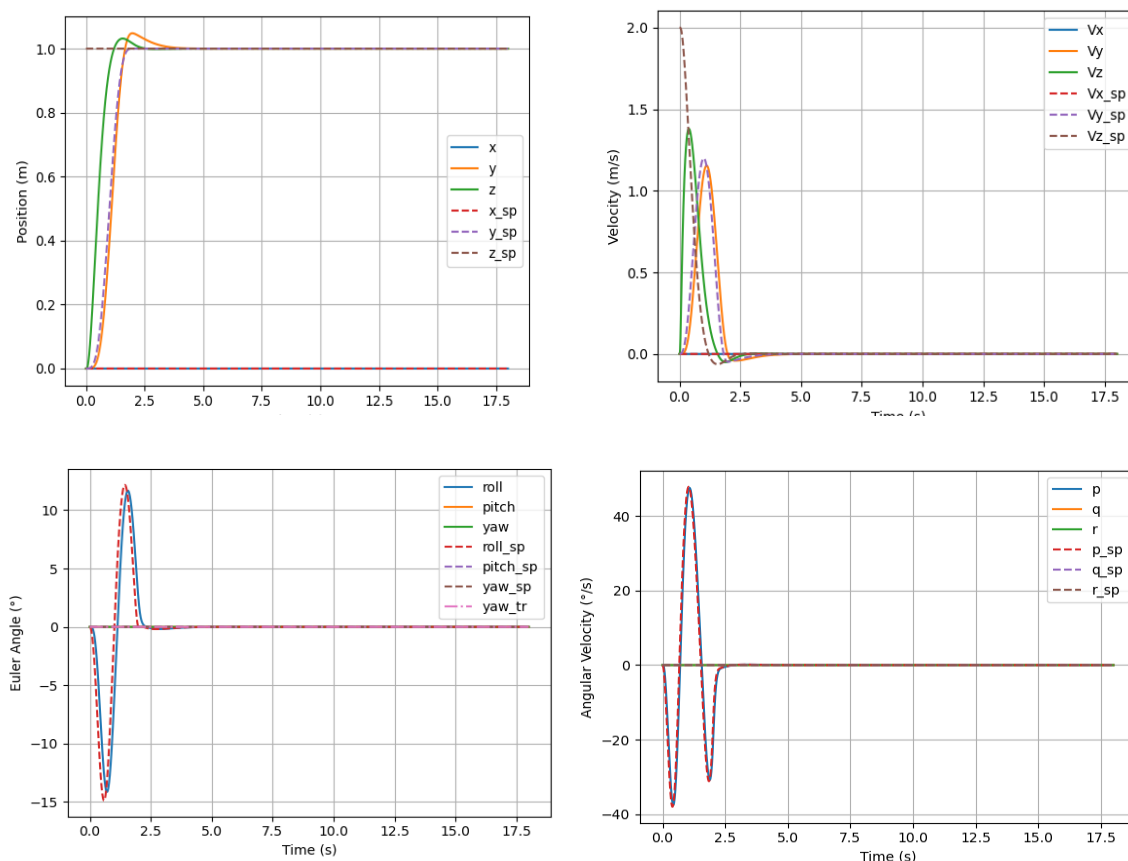 1.0
0.8
0.6
0.4
0.2
0.0
Position (m)
x
y
z
x_sp
y_sp
z_sp
0.0 2.5 5.0 7.5 10.0 12.5 15.0 17.5
2.0
1.5
1.0
0.5
0.0
Velocity (m/s)
Vx
Vy
Vz
Vx_sp
Vy_sp
Vz_sp
0.0 2.5 5.0 7.5 10.0 12.5 15.0 17.5
Time (s)
10
5
0
−5
−10
−15
Euler Angle (°)
roll
pitch
yaw
roll_sp
pitch_sp
yaw_sp
yaw_tr
0.0 2.5 5.0 7.5 10.0 12.5 15.0 17.5
Time (s)
40
20
0
−20
−40
Angular Velocity (°/s)
p
q
r
p_sp
q_sp
r_sp
0.0 2.5 5.0 7.5 10.0 12.5 15.0 17.5
Time (s)